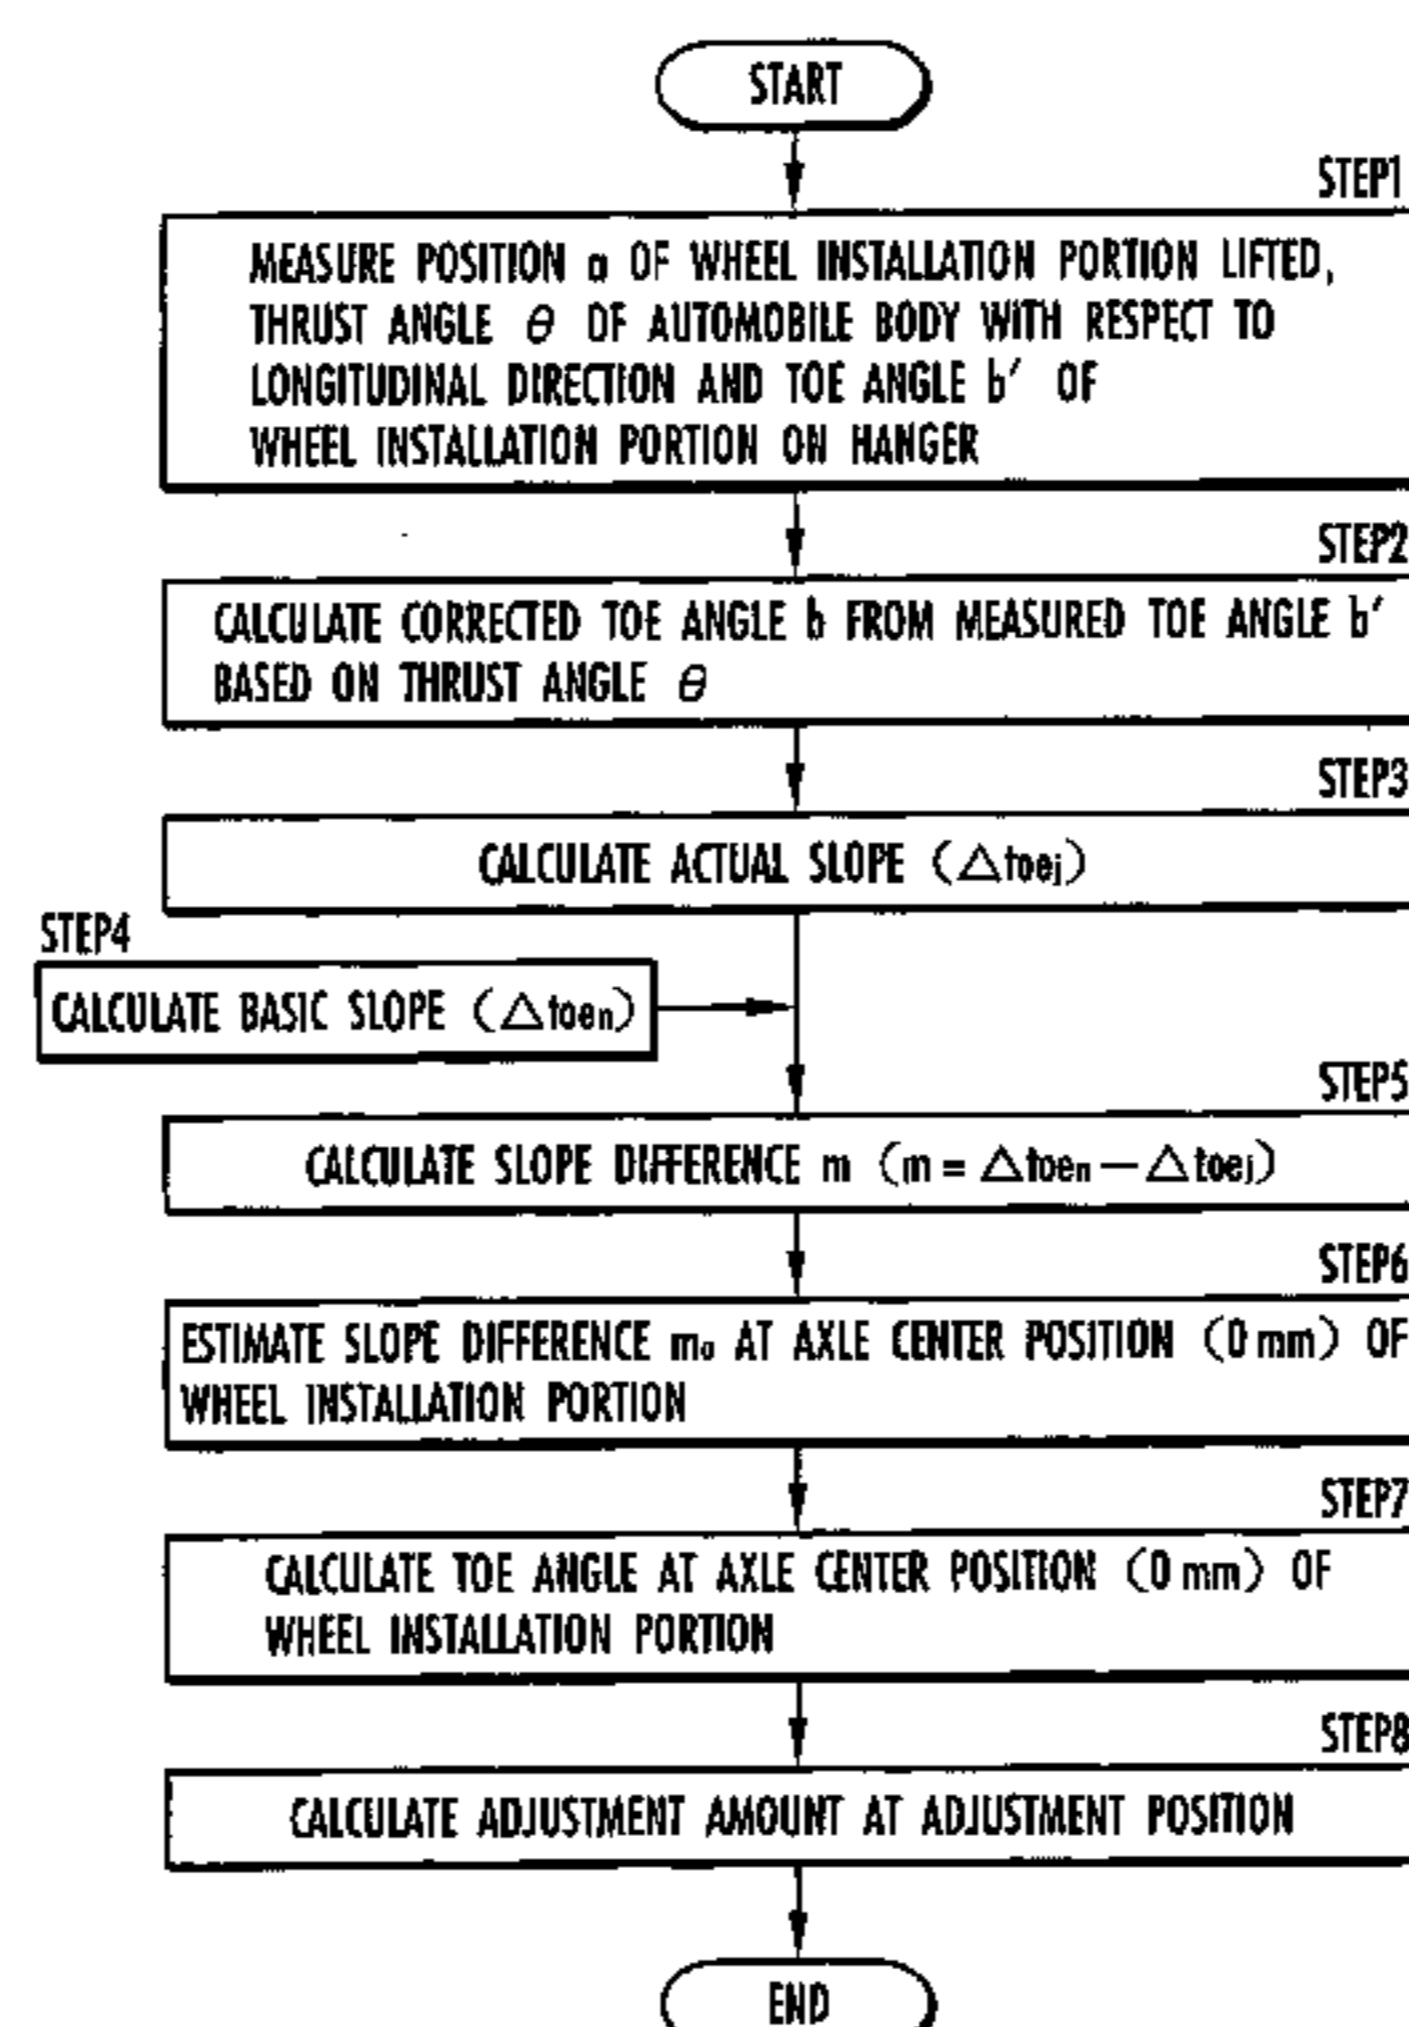 START
STEP1
MEASURE POSITION a OF WHEEL INSTALLATION PORTION LIFTED,
THRUST ANGLE θ OF AUTOMOBILE BODY WITH RESPECT TO
LONGITUDINAL DIRECTION AND TOE ANGLE b′ OF
WHEEL INSTALLATION PORTION ON HANGER
STEP2
CALCULATE CORRECTED TOE ANGLE b FROM MEASURED TOE ANGLE b′
BASED ON THRUST ANGLE θ
STEP3
CALCULATE ACTUAL SLOPE (△toej)
STEP4
CALCULATE BASIC SLOPE (△toen)
STEP5
CALCULATE SLOPE DIFFERENCE m (m = △toen − △toej)
STEP6
ESTIMATE SLOPE DIFFERENCE m₀ AT AXLE CENTER POSITION (0 mm) OF
WHEEL INSTALLATION PORTION
STEP7
CALCULATE TOE ANGLE AT AXLE CENTER POSITION (0 mm) OF
WHEEL INSTALLATION PORTION
STEP8
CALCULATE ADJUSTMENT AMOUNT AT ADJUSTMENT POSITION
END